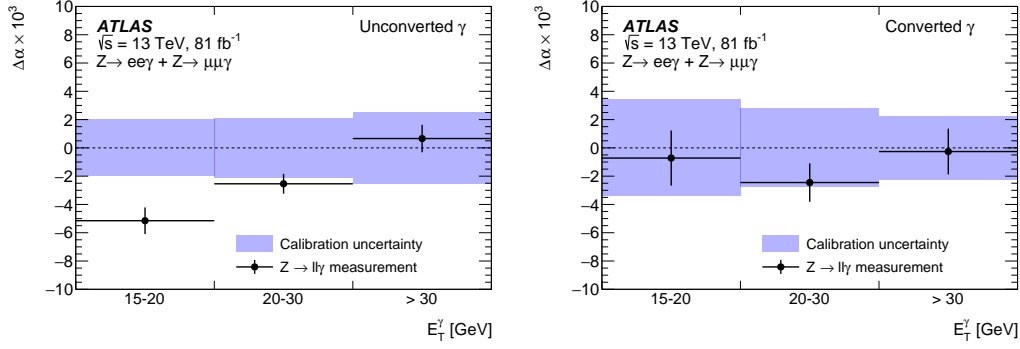 Δα × 10³
ATLAS
√s = 13 TeV, 81 fb⁻¹
Z→ eeγ + Z→ μμγ
Unconverted γ
10
8
6
4
2
0
−2
−4
−6
−8
−10
Calibration uncertainty
Z → llγ measurement
15-20 20-30 > 30
E_T^γ [GeV]
Δα × 10³
ATLAS
√s = 13 TeV, 81 fb⁻¹
Z→ eeγ + Z→ μμγ
Converted γ
10
8
6
4
2
0
−2
−4
−6
−8
−10
Calibration uncertainty
Z → llγ measurement
15-20 20-30 > 30
E_T^γ [GeV]